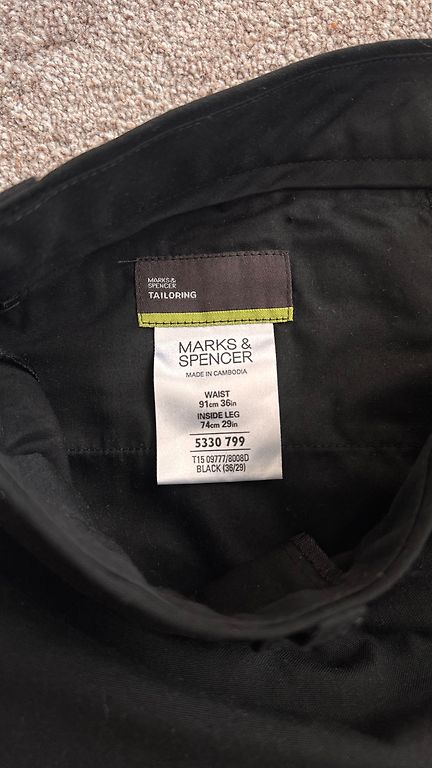 MARKS &
SPENCER
TAILORING
MARKS &
SPENCER
MADE IN CAMBODIA
WAIST
91cm 36in
INSIDE LEG
74cm 29in
5330 799
T15 09777/8008D
BLACK (36/29)